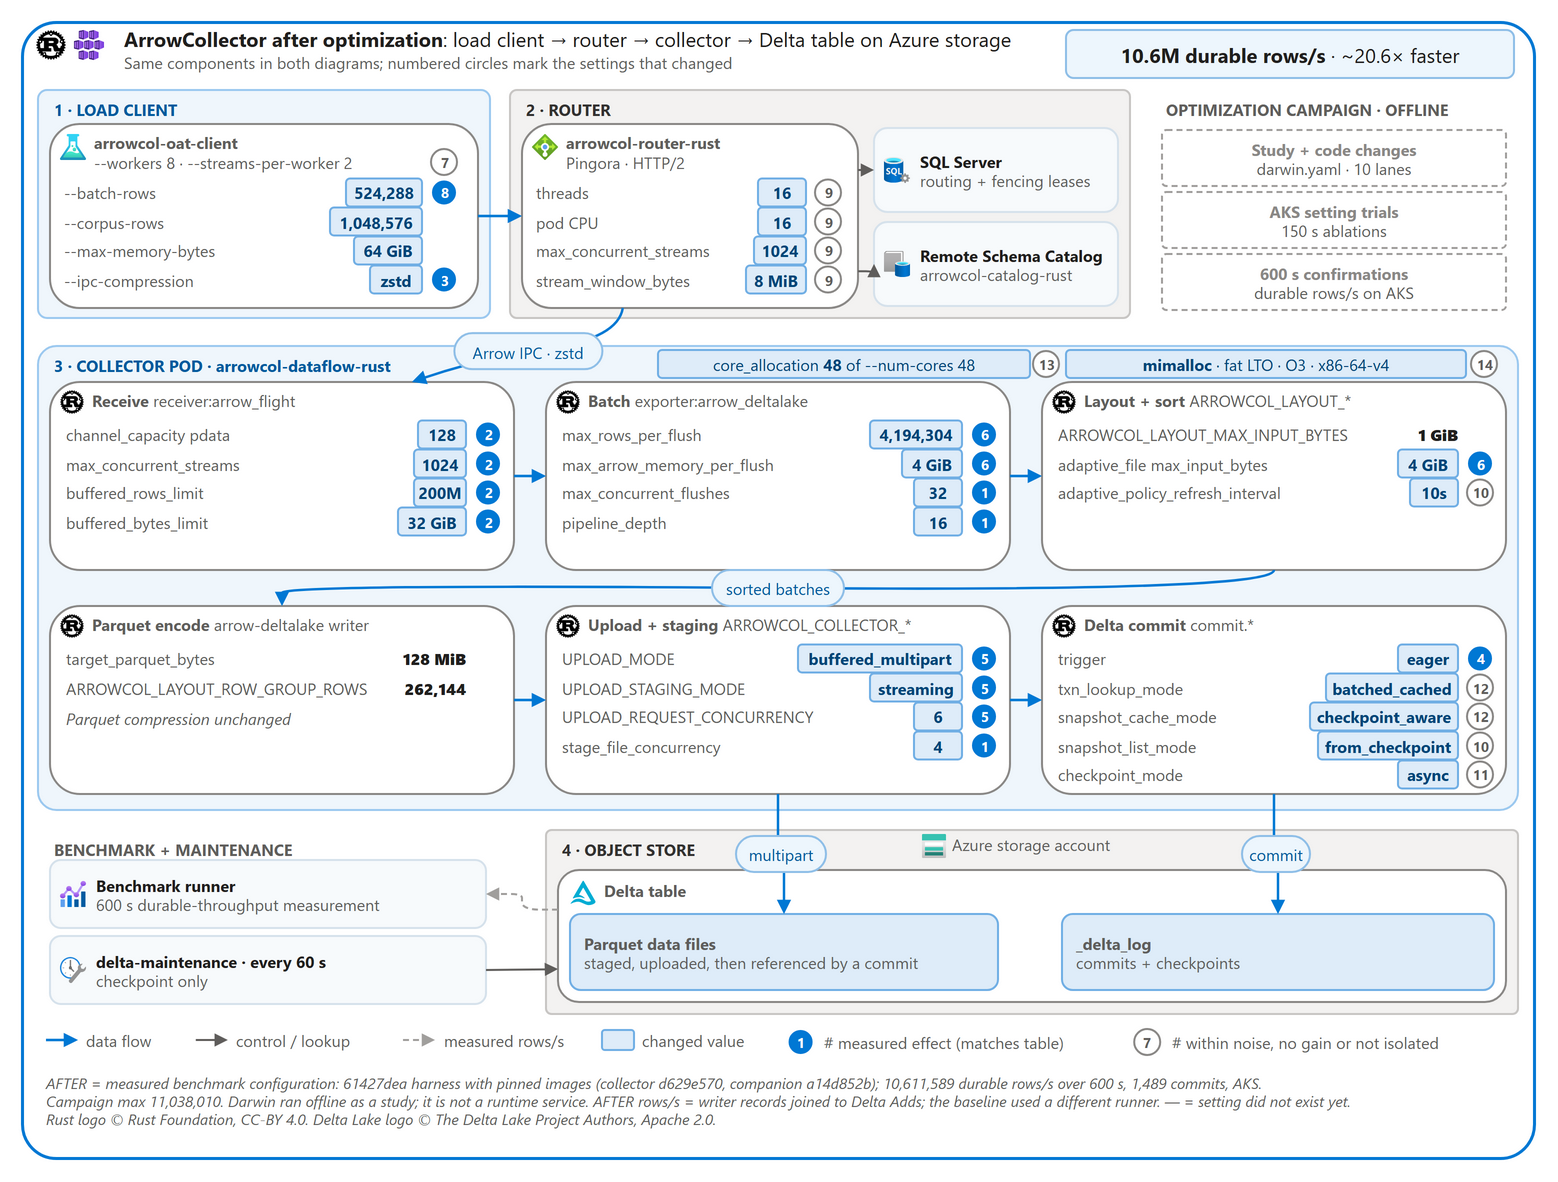 ArrowCollector after optimization: load client → router → collector → Delta table on Azure storage
Same components in both diagrams; numbered circles mark the settings that changed
10.6M durable rows/s · ~20.6× faster
1 · LOAD CLIENT
arrowcol-oat-client
--workers 8 · --streams-per-worker 2
7
--batch-rows 524,288 8
--corpus-rows 1,048,576
--max-memory-bytes 64 GiB
--ipc-compression zstd 3
2 · ROUTER
arrowcol-router-rust
Pingora · HTTP/2
threads 16 9
pod CPU 16 9
max_concurrent_streams 1024 9
stream_window_bytes 8 MiB 9
SQL
SQL Server
routing + fencing leases
Remote Schema Catalog
arrowcol-catalog-rust
OPTIMIZATION CAMPAIGN · OFFLINE
Study + code changes
darwin.yaml · 10 lanes
AKS setting trials
150 s ablations
600 s confirmations
durable rows/s on AKS
Arrow IPC · zstd
3 · COLLECTOR POD · arrowcol-dataflow-rust
core_allocation 48 of --num-cores 48 13
mimalloc · fat LTO · O3 · x86-64-v4 14
Receive receiver:arrow_flight
channel_capacity pdata 128 2
max_concurrent_streams 1024 2
buffered_rows_limit 200M 2
buffered_bytes_limit 32 GiB 2
Batch exporter:arrow_deltalake
max_rows_per_flush 4,194,304 6
max_arrow_memory_per_flush 4 GiB 6
max_concurrent_flushes 32 1
pipeline_depth 16 1
Layout + sort ARROWCOL_LAYOUT_*
ARROWCOL_LAYOUT_MAX_INPUT_BYTES 1 GiB
adaptive_file max_input_bytes 4 GiB 6
adaptive_policy_refresh_interval 10s 10
sorted batches
Parquet encode arrow-deltalake writer
target_parquet_bytes 128 MiB
ARROWCOL_LAYOUT_ROW_GROUP_ROWS 262,144
Parquet compression unchanged
Upload + staging ARROWCOL_COLLECTOR_*
UPLOAD_MODE buffered_multipart 5
UPLOAD_STAGING_MODE streaming 5
UPLOAD_REQUEST_CONCURRENCY 6 5
stage_file_concurrency 4 1
Delta commit commit.*
trigger eager 4
txn_lookup_mode batched_cached 12
snapshot_cache_mode checkpoint_aware 12
snapshot_list_mode from_checkpoint 10
checkpoint_mode async 11
BENCHMARK + MAINTENANCE
Benchmark runner
600 s durable-throughput measurement
delta-maintenance · every 60 s
checkpoint only
4 · OBJECT STORE
multipart
Azure storage account
commit
Delta table
Parquet data files
staged, uploaded, then referenced by a commit
_delta_log
commits + checkpoints
data flow
control / lookup
measured rows/s
changed value
1 # measured effect (matches table)
7 # within noise, no gain or not isolated
AFTER = measured benchmark configuration: 61427dea harness with pinned images (collector d629e570, companion a14d852b); 10,611,589 durable rows/s over 600 s, 1,489 commits, AKS.
Campaign max 11,038,010. Darwin ran offline as a study; it is not a runtime service. AFTER rows/s = writer records joined to Delta Adds; the baseline used a different runner. — = setting did not exist yet.
Rust logo © Rust Foundation, CC-BY 4.0. Delta Lake logo © The Delta Lake Project Authors, Apache 2.0.